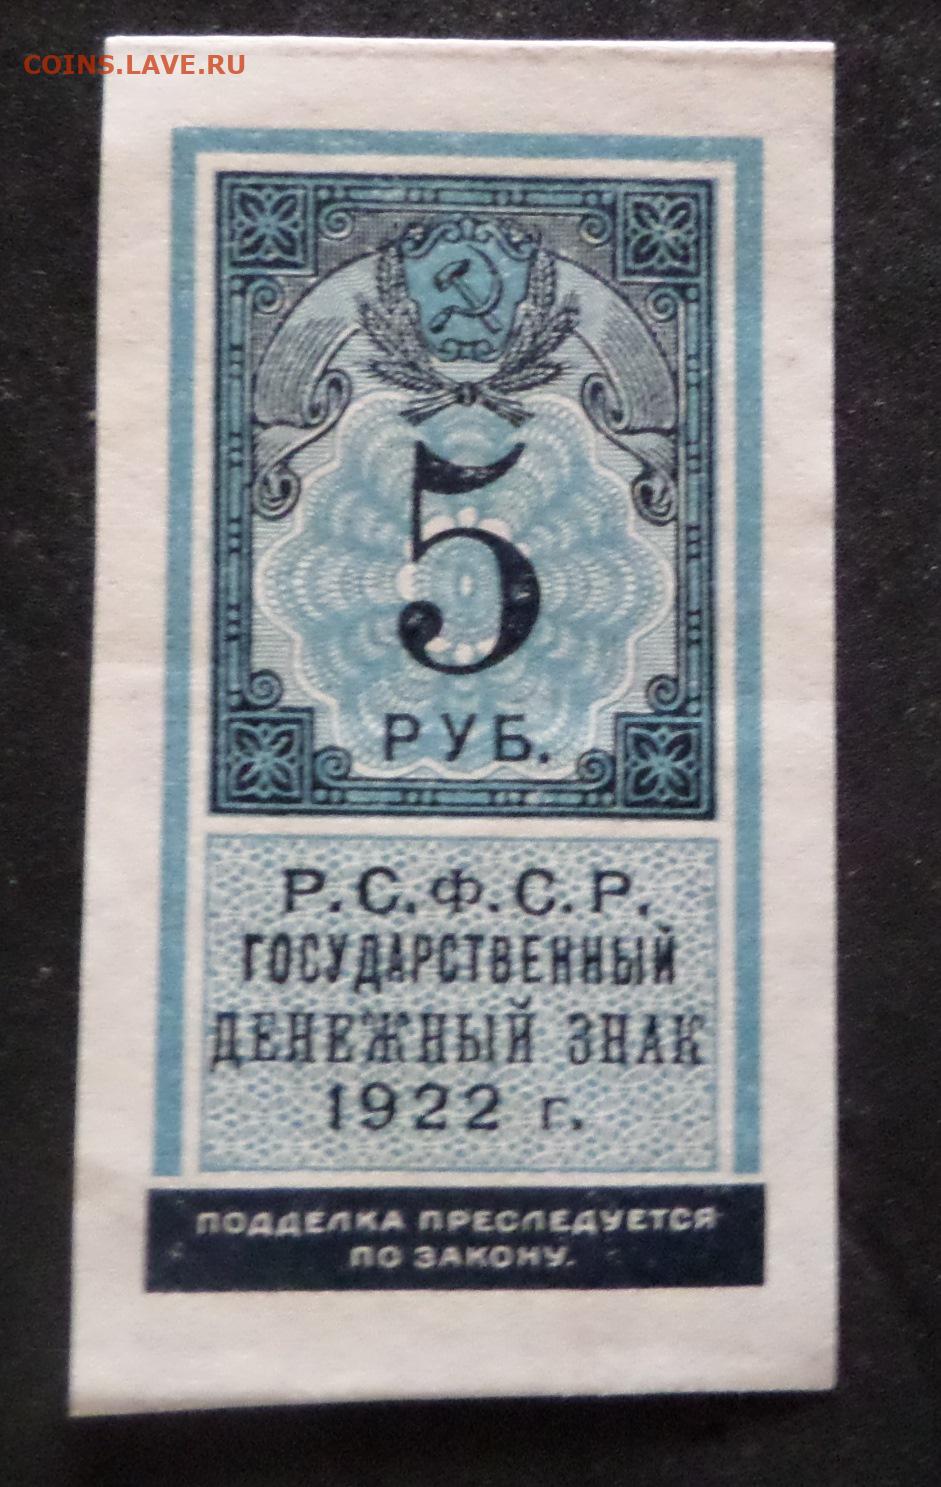 COINS.LAVE.RU
5
РУБ.
Р.С.Ф.С.Р.
ГОСУДАРСТВЕННЫЙ
ДЕНЕЖНЫЙ ЗНАК
1922 г.
ПОДДЕЛКА ПРЕСЛЕДУЕТСЯ
ПО ЗАКОНУ.